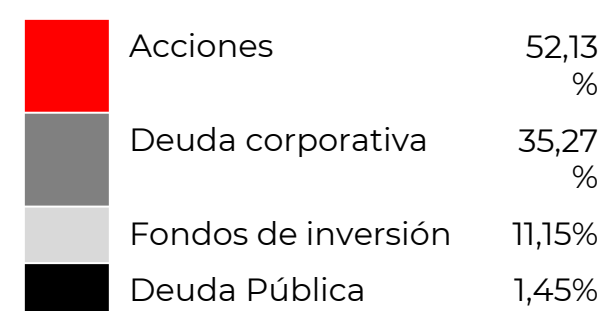 Acciones 52,13
%
Deuda corporativa 35,27
%
Fondos de inversión 11,15%
Deuda Pública 1,45%